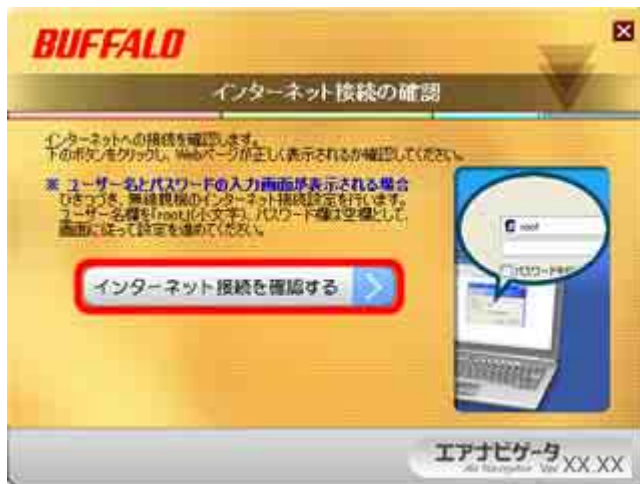 BUFFALO
インターネット接続の確認
インターネットへの接続を確認します。
下のボタンをクリックし、Webページが正しく表示されるか確認してください。
※ ユーザー名とパスワードの入力画面が表示される場合
ひきつづき、無線親機のインターネット接続設定を行います。
ユーザー名欄を「root」(小文字)、パスワード欄は空欄として、
画面に従って設定を進めてください。
root
インターネット接続を確認する
エアナビゲータ
Air Navigator Ver XX.XX